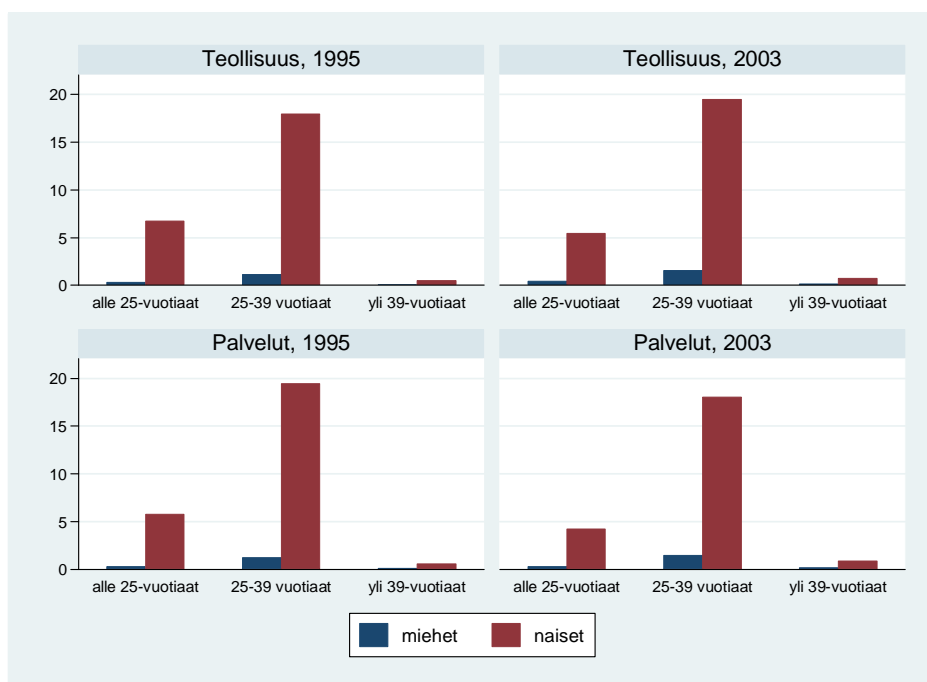 Teollisuus, 1995
Teollisuus, 2003
20
15
10
5
0
alle 25-vuotiaat 25-39 vuotiaat yli 39-vuotiaat
alle 25-vuotiaat 25-39 vuotiaat yli 39-vuotiaat
Palvelut, 1995
Palvelut, 2003
20
15
10
5
0
alle 25-vuotiaat 25-39 vuotiaat yli 39-vuotiaat
alle 25-vuotiaat 25-39 vuotiaat yli 39-vuotiaat
miehet naiset